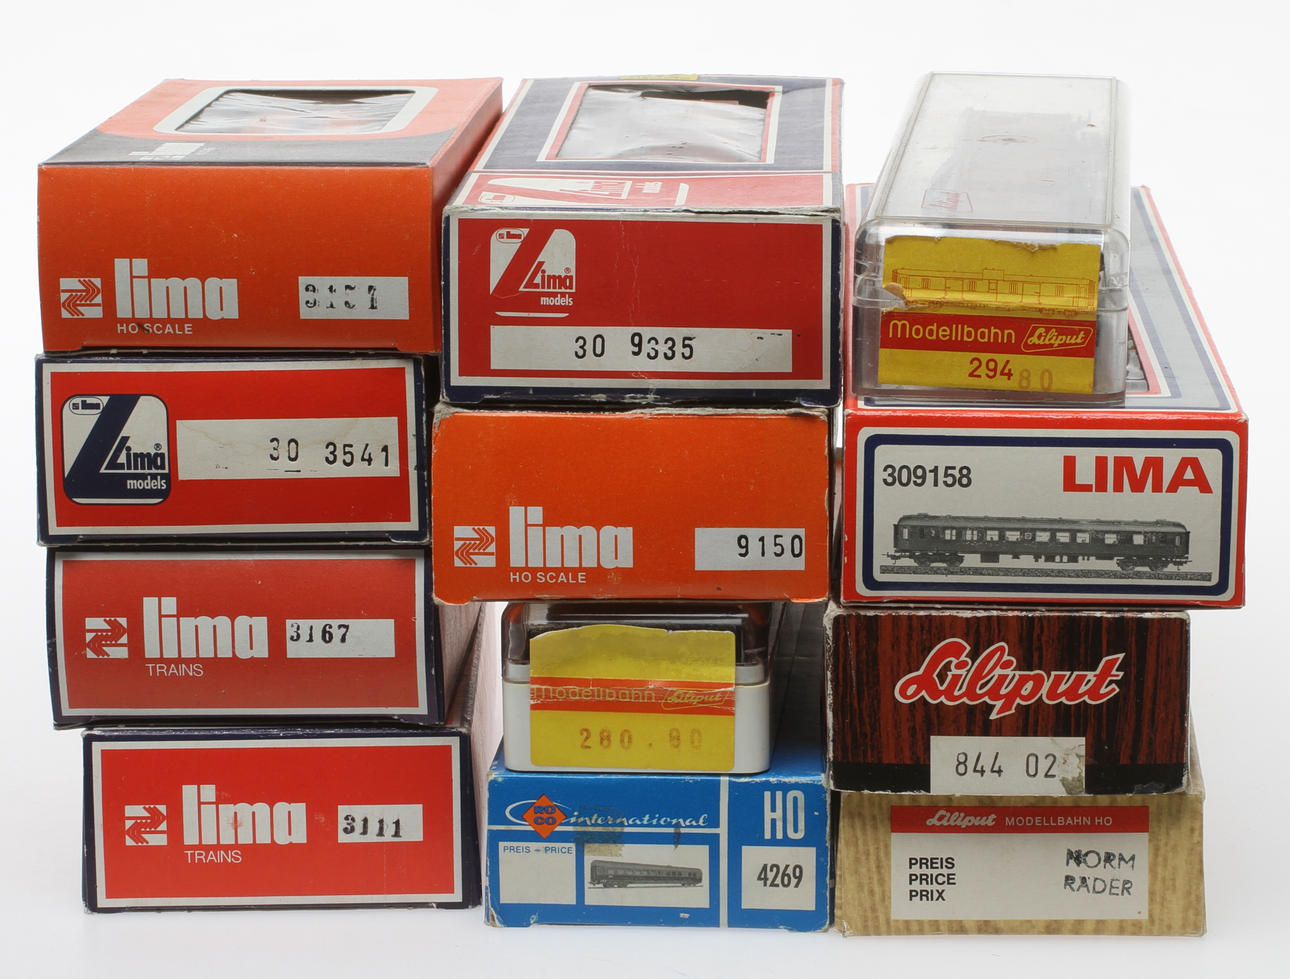 lima
HO SCALE
3157
Lima®
models
30 3541
lima
TRAINS
3167
lima
TRAINS
3111
Lima®
models
30 9335
lima
HO SCALE
9150
Modellbahn Liliput
280.80
ROCO international
HO
PREIS – PRICE
4269
Liliput
Modellbahn Liliput
29480
309158
LIMA
Liliput
844 02
Liliput MODELLBAHN HO
PREIS
PRICE
PRIX
NORM
RÄDER